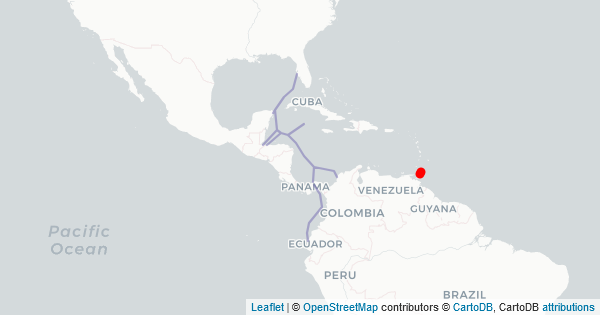 CUBA
PANAMA
VENEZUELA
GUYANA
COLOMBIA
Pacific
Ocean
ECUADOR
PERU
BRAZIL
Leaflet | © OpenStreetMap contributors © CartoDB, CartoDB attributions